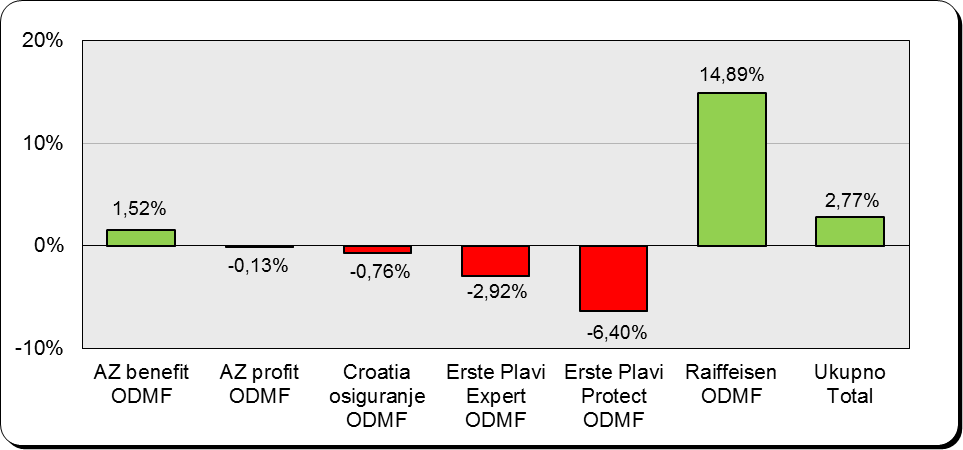 20%
10%
0%
-10%
1,52%
-0,13%
-0,76%
-2,92%
-6,40%
14,89%
2,77%
AZ benefit
ODMF
AZ profit
ODMF
Croatia
osiguranje
ODMF
Erste Plavi
Expert
ODMF
Erste Plavi
Protect
ODMF
Raiffeisen
ODMF
Ukupno
Total